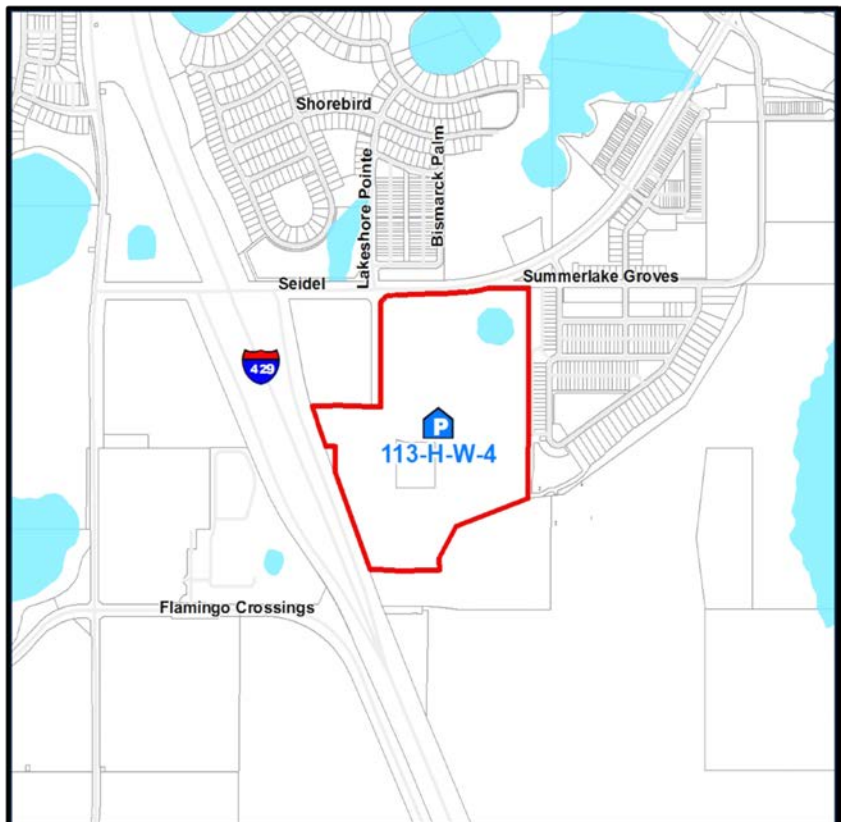 Shorebird
Lakeshore Pointe
Bismarck Palm
Seidel
Summerlake Groves
429
P
113-H-W-4
Flamingo Crossings